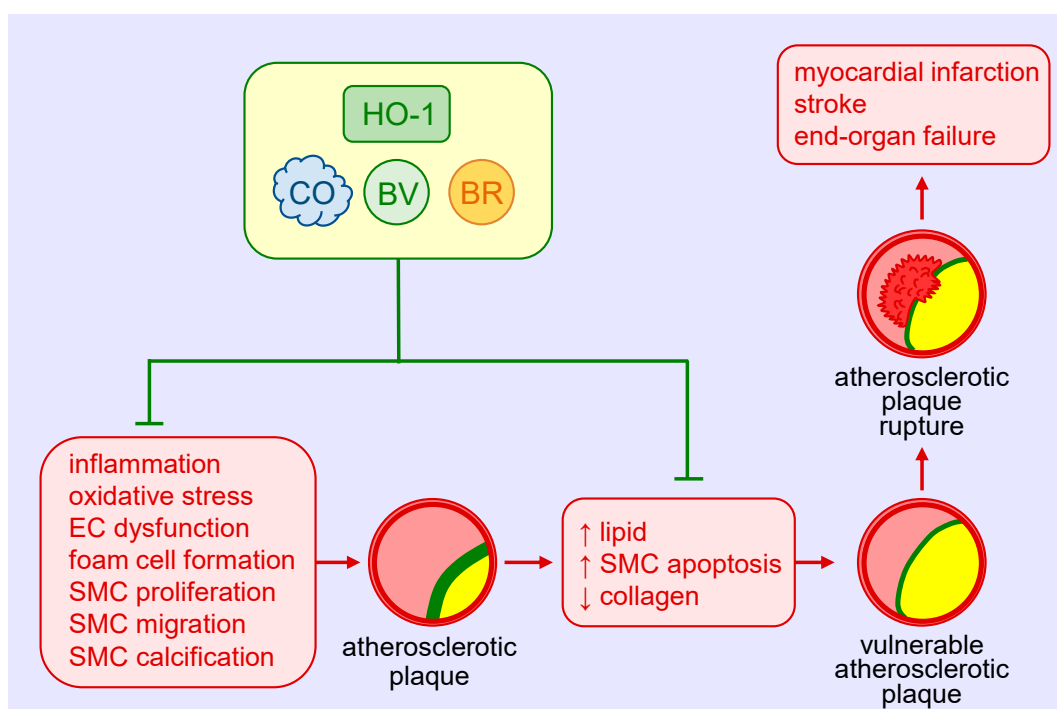 HO-1
CO
BV
BR
myocardial infarction
stroke
end-organ failure
atherosclerotic
plaque
rupture
inflammation
oxidative stress
EC dysfunction
foam cell formation
SMC proliferation
SMC migration
SMC calcification
atherosclerotic
plaque
↑ lipid
↑ SMC apoptosis
↓ collagen
vulnerable
atherosclerotic
plaque